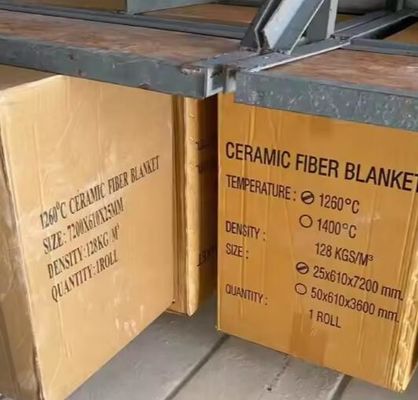 1260°C CERAMIC FIBER BLANKET
SIZE: 7200X610X25MM
DENSITY: 128KG/M³
QUANTITY: 1ROLL
CERAMIC FIBER BLANKET
TEMPERATURE: 1260°C
1400°C
DENSITY: 128 KGS/M³
SIZE: 25x610x7200 mm.
50x610x3600 mm.
QUANTITY: 1 ROLL